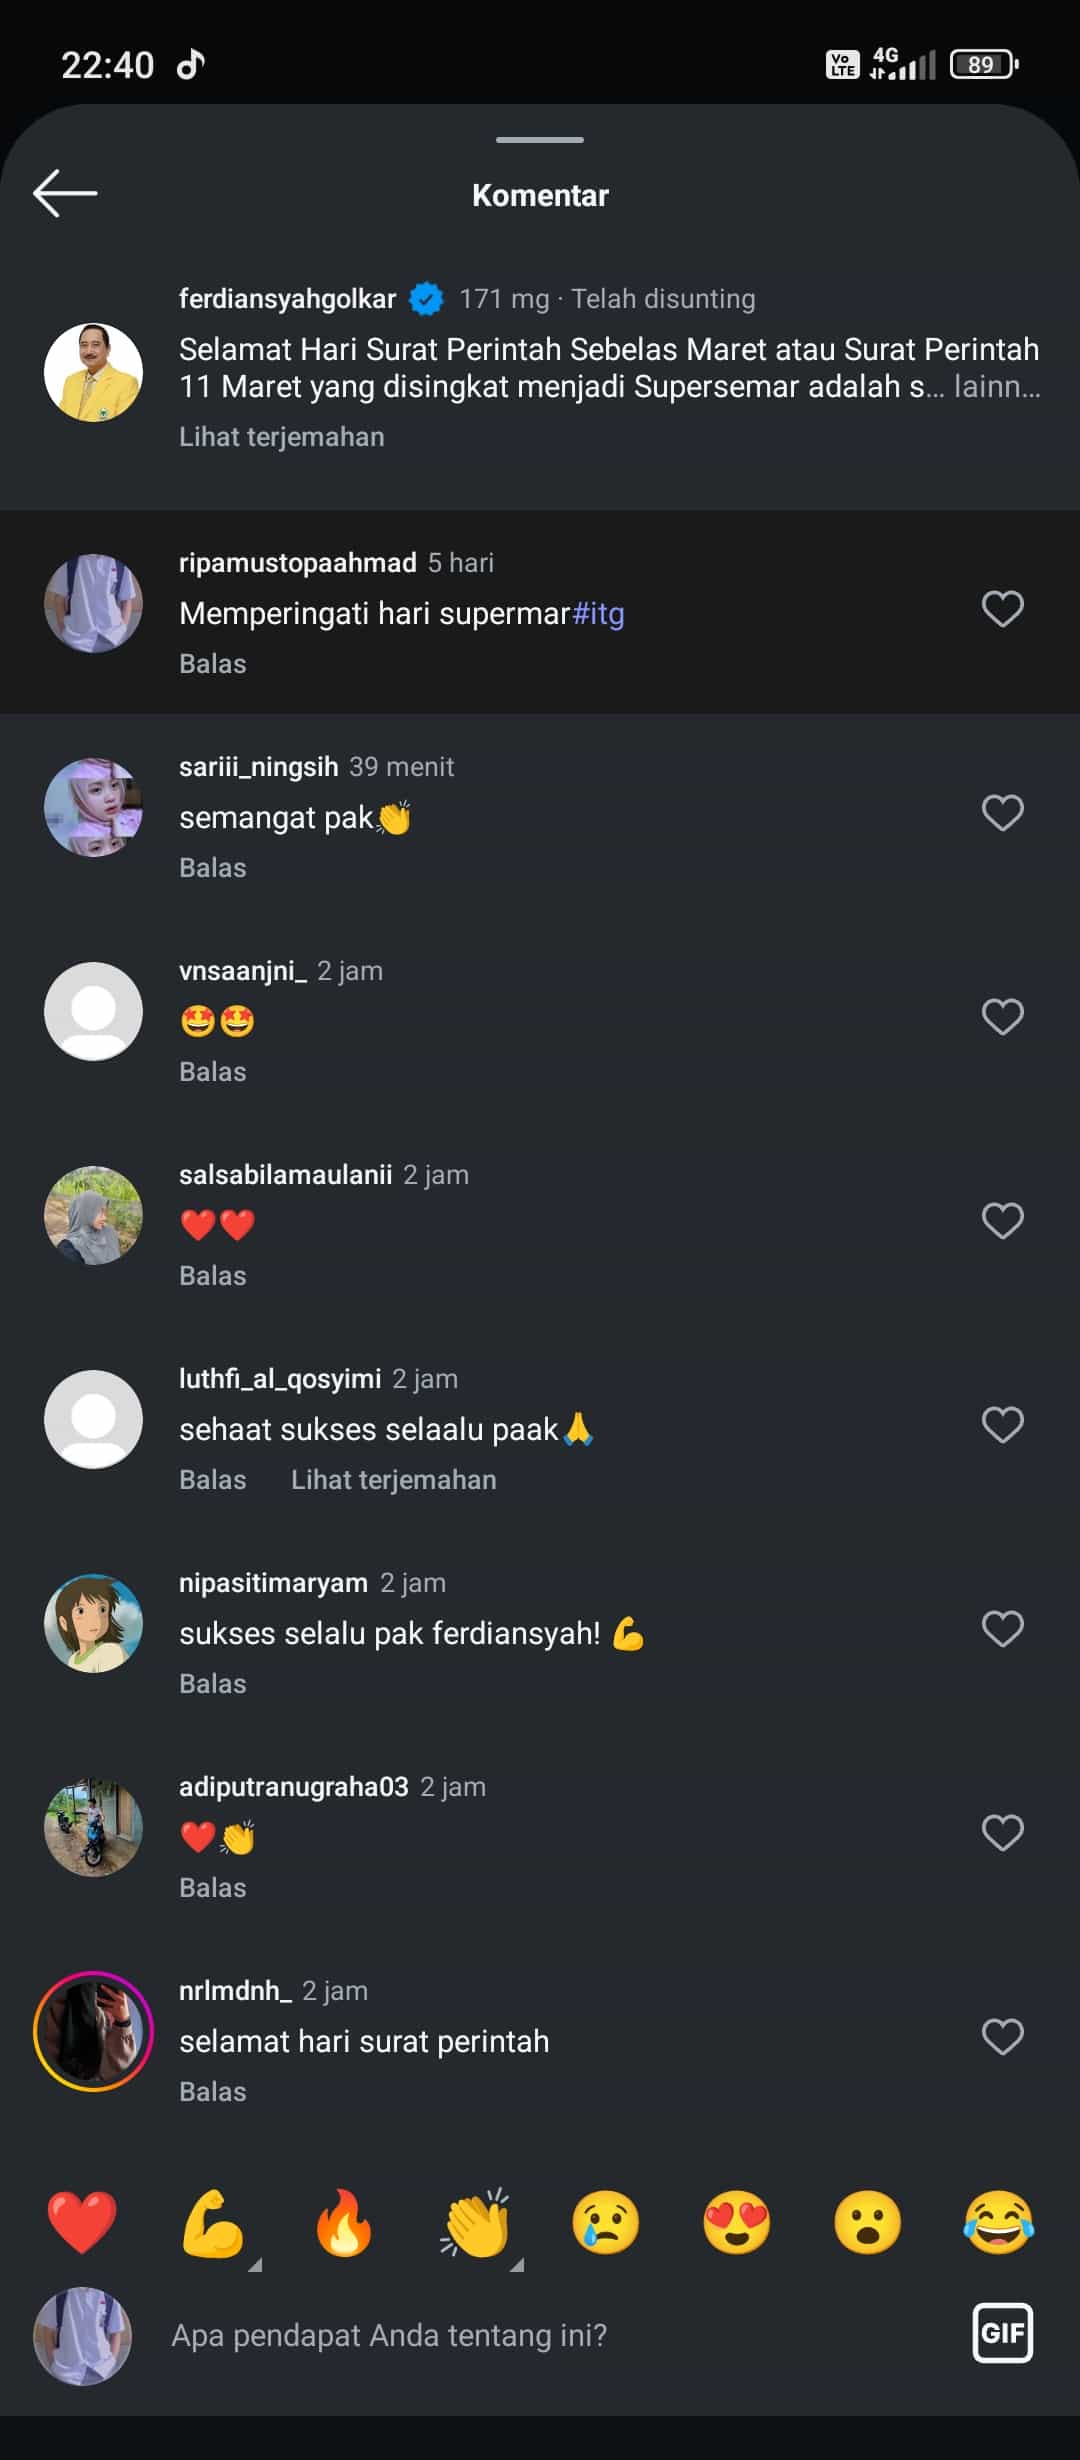 22:40
Vo LTE 4G 89
Komentar
ferdiansyahgolkar 171 mg · Telah disunting
Selamat Hari Surat Perintah Sebelas Maret atau Surat Perintah
11 Maret yang disingkat menjadi Supersemar adalah s... lainn...
Lihat terjemahan
ripamustopaahmad 5 hari
Memperingati hari supermar#itg
Balas
sariii_ningsih 39 menit
semangat pak👏
Balas
vnsaanjni_ 2 jam
🤩🤩
Balas
salsabilamaulanii 2 jam
❤️❤️
Balas
luthfi_al_qosyimi 2 jam
sehaat sukses selaalu paak🙏
Balas Lihat terjemahan
nipasitimaryam 2 jam
sukses selalu pak ferdiansyah! 💪
Balas
adiputranugraha03 2 jam
❤️👏
Balas
nrlmdnh_ 2 jam
selamat hari surat perintah
Balas
❤️ 💪 🔥 👏 😢 😍 😮 😂
Apa pendapat Anda tentang ini? GIF